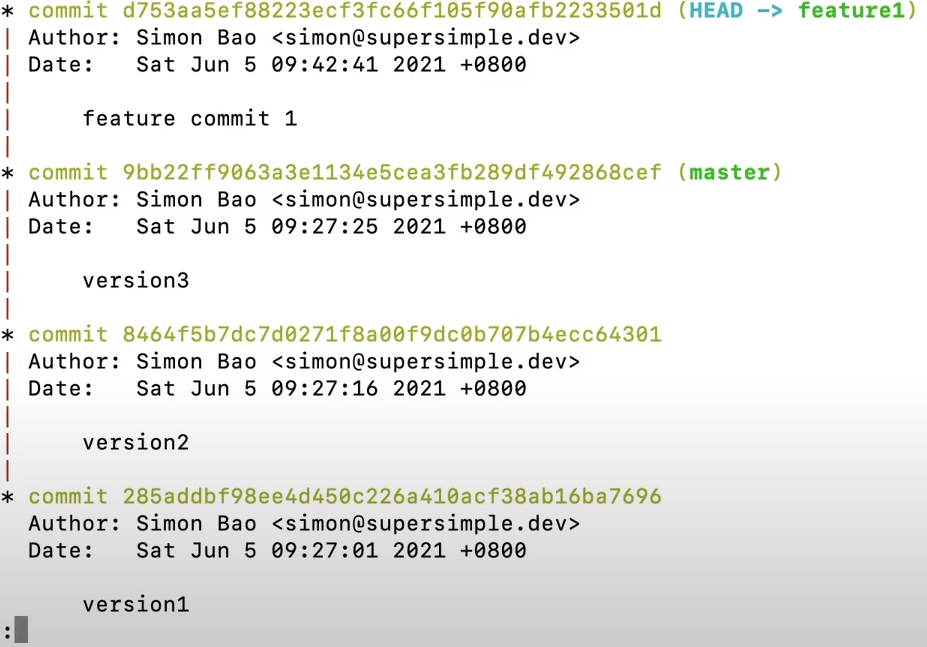 * commit d753aa5ef88223ecf3fc66f105f90afb2233501d (HEAD -> feature1)
| Author: Simon Bao <simon@supersimple.dev>
| Date:   Sat Jun 5 09:42:41 2021 +0800
|
|     feature commit 1
|
* commit 9bb22ff9063a3e1134e5cea3fb289df492868cef (master)
| Author: Simon Bao <simon@supersimple.dev>
| Date:   Sat Jun 5 09:27:25 2021 +0800
|
|     version3
|
* commit 8464f5b7dc7d0271f8a00f9dc0b707b4ecc64301
| Author: Simon Bao <simon@supersimple.dev>
| Date:   Sat Jun 5 09:27:16 2021 +0800
|
|     version2
|
* commit 285addbf98ee4d450c226a410acf38ab16ba7696
  Author: Simon Bao <simon@supersimple.dev>
  Date:   Sat Jun 5 09:27:01 2021 +0800

      version1
: